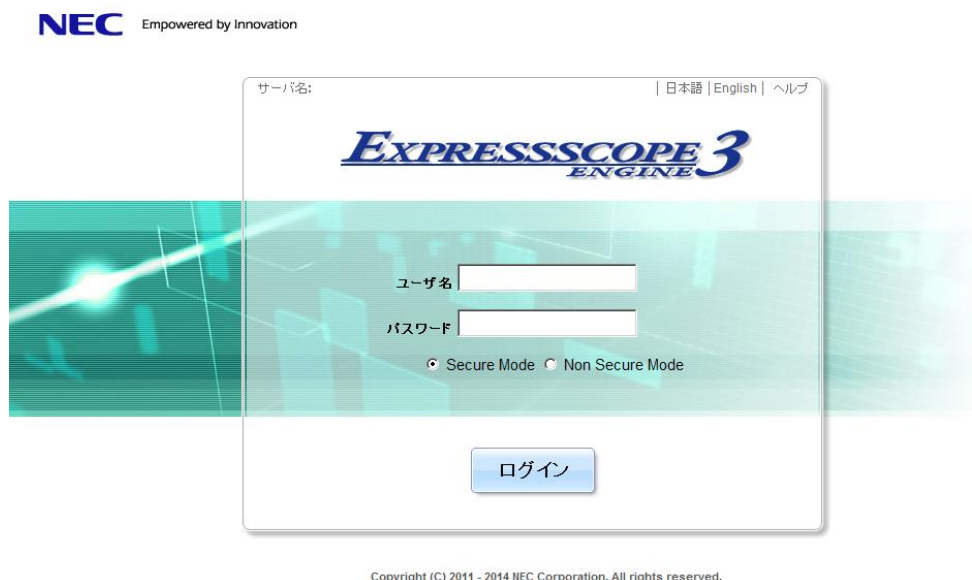 NEC Empowered by Innovation
サーバ名: | 日本語 | English | ヘルプ
EXPRESSSCOPE 3
ENGINE
ユーザ名
パスワード
Secure Mode Non Secure Mode
ログイン
Copyright (C) 2011 - 2014 NEC Corporation. All rights reserved.